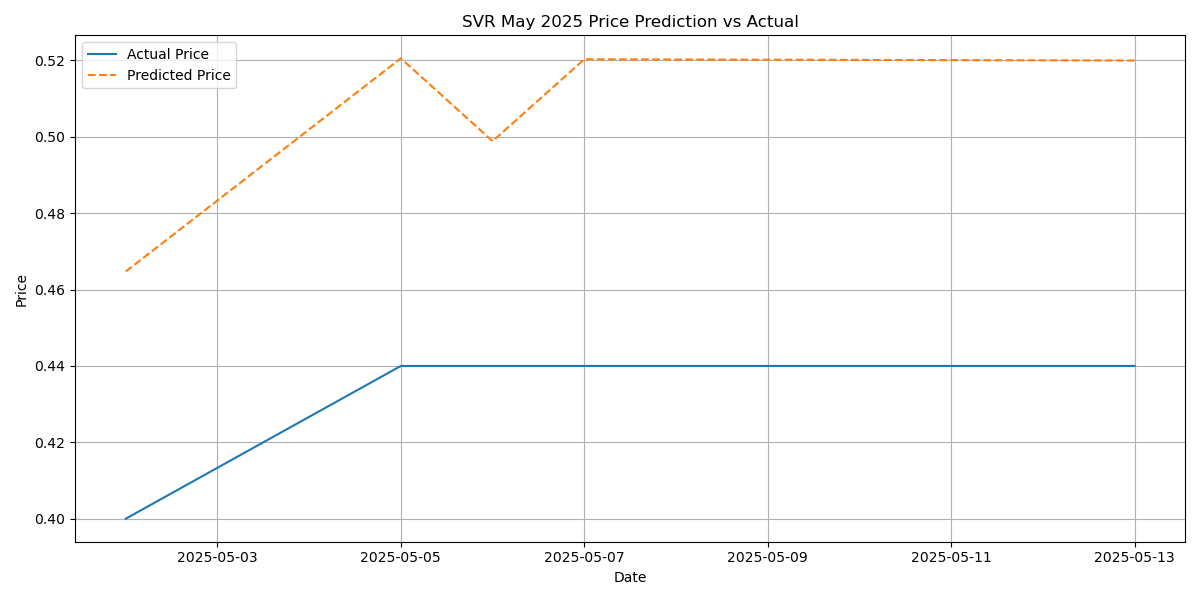 SVR May 2025 Price Prediction vs Actual
Actual Price
Predicted Price
0.52
0.50
0.48
0.46
0.44
0.42
0.40
Price
2025-05-03
2025-05-05
2025-05-07
2025-05-09
2025-05-11
2025-05-13
Date